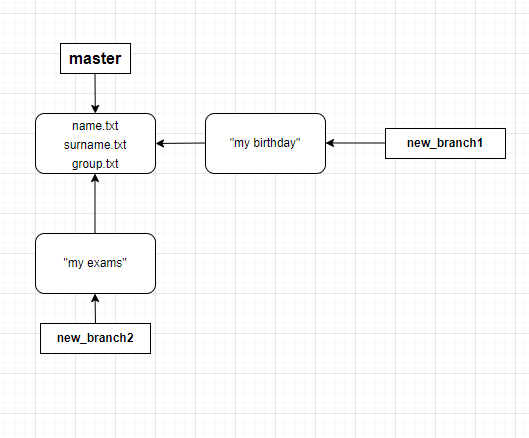 master
name.txt
surname.txt
group.txt
"my birthday"
new_branch1
"my exams"
new_branch2